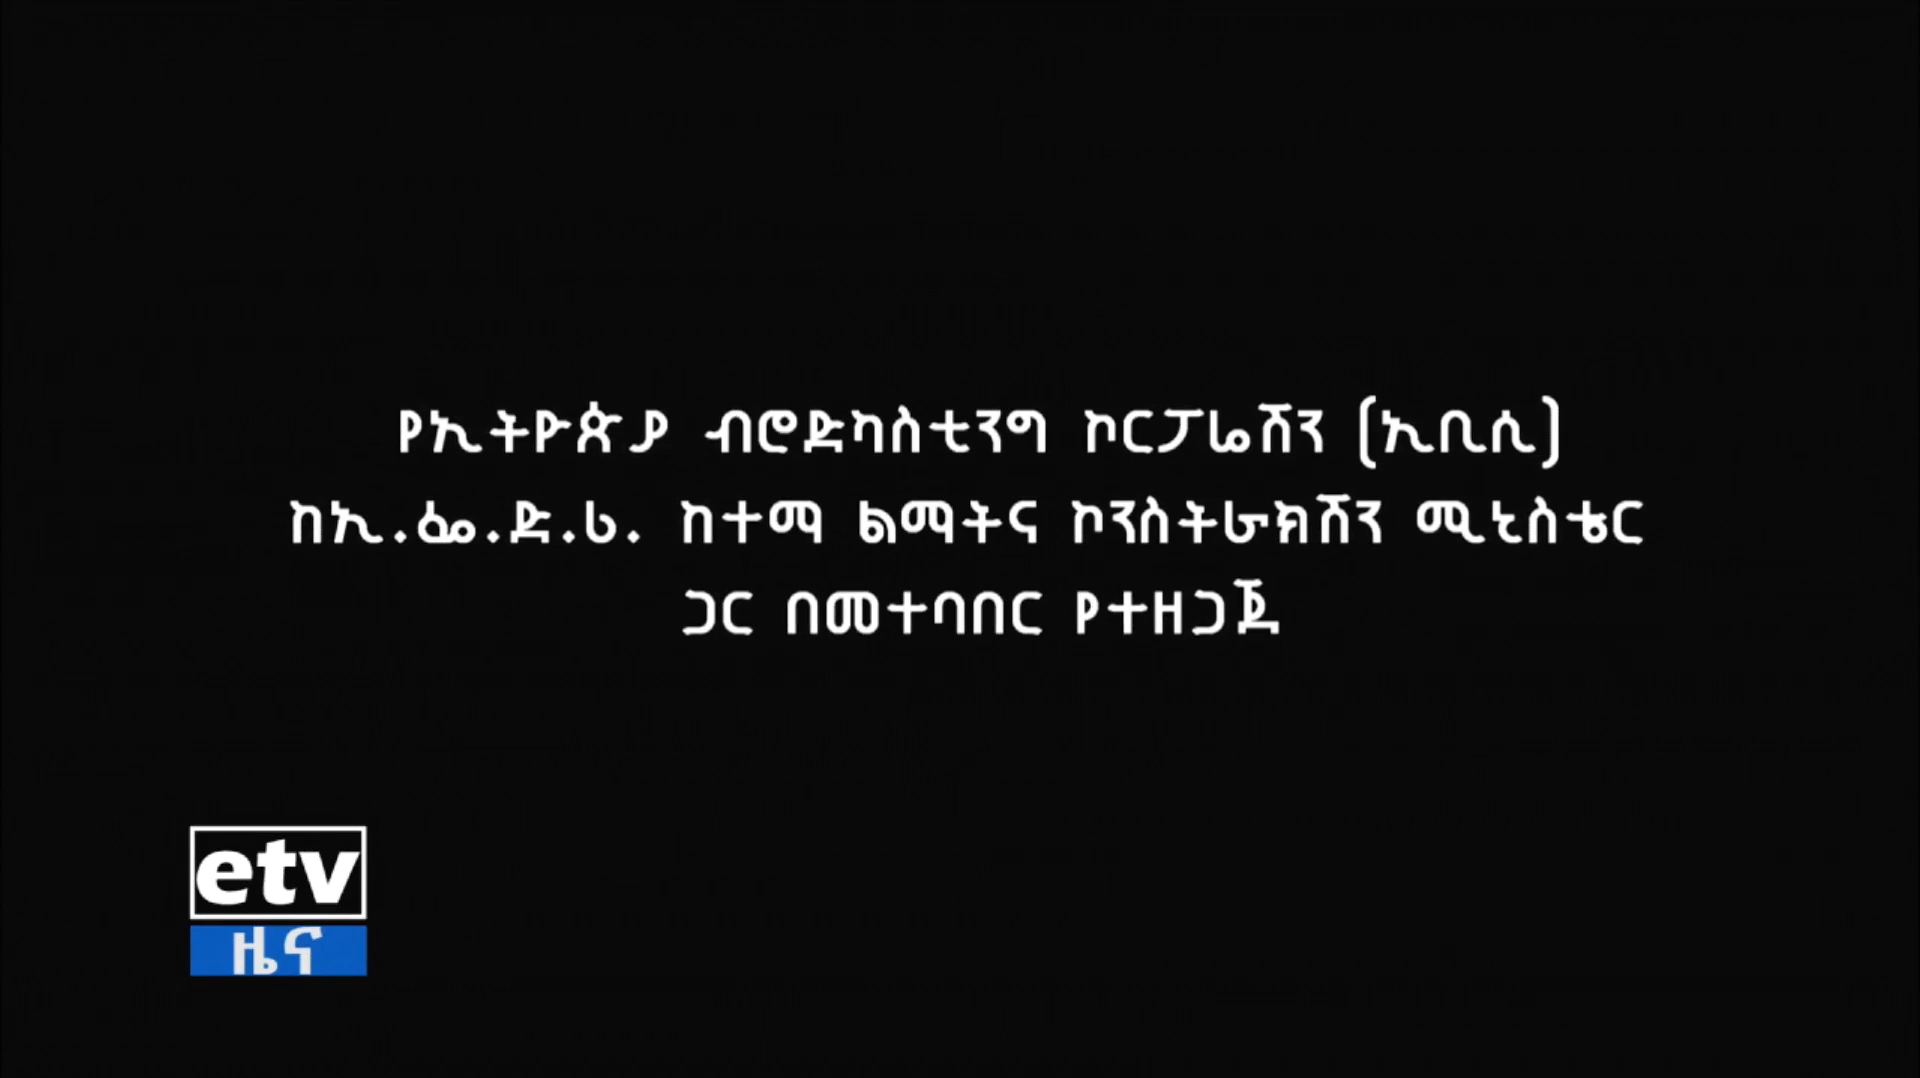 የኢትዮጵያ ብሮድካስቲንግ ኮርፖሬሽን (ኢቢሲ)
ከኢ.ፌ.ዴ.ሪ. ከተማ ልማትና ኮንስትራክሽን ሚኒስቴር
ጋር በመተባበር የተዘጋጀ
etv
ዜና